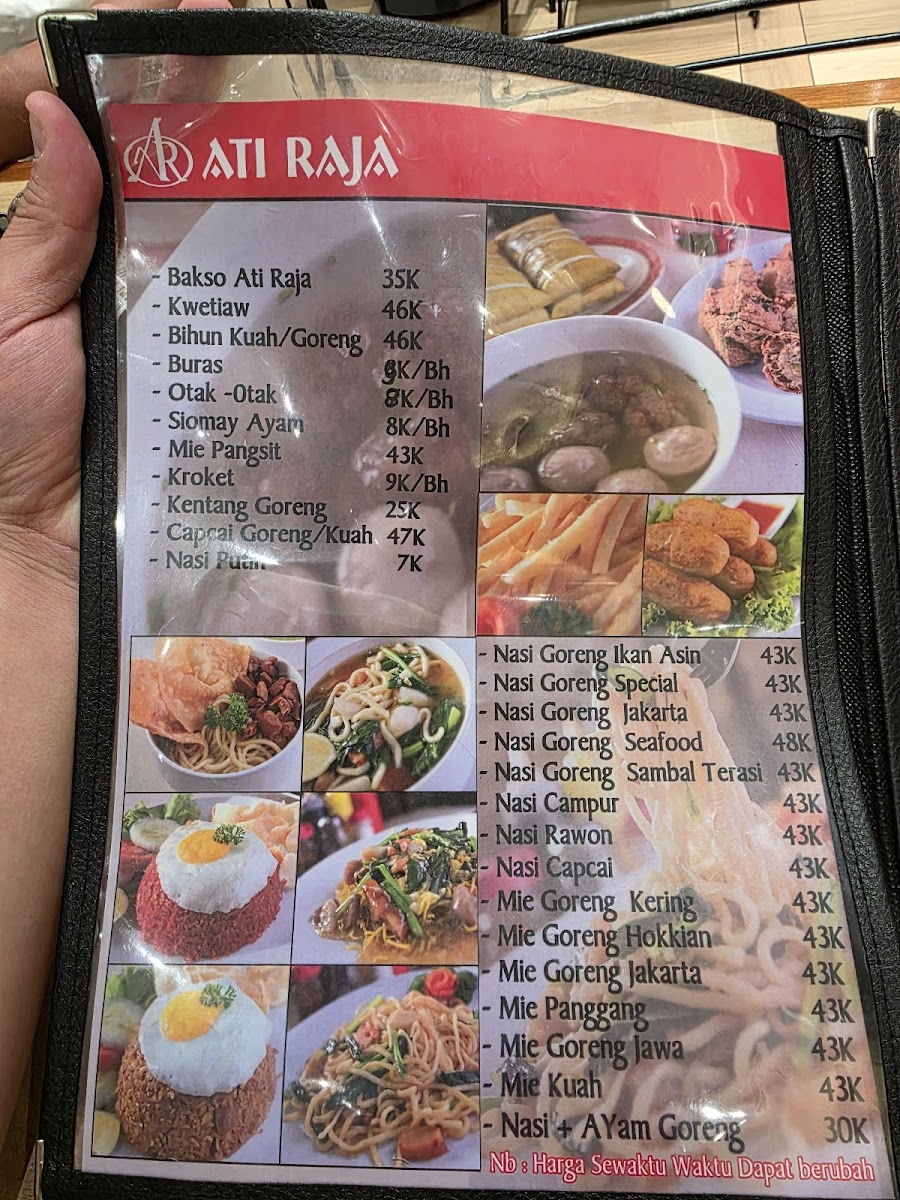 AR ATI RAJA
- Bakso Ati Raja 35K
- Kwetiaw 46K
- Bihun Kuah/Goreng 46K
- Buras K/Bh
- Otak -0tak 8K/Bh
- Siomay Ayam 8K/Bh
- Mie Pangsit 43K
- Kroket 9K/Bh
- Kentang Goreng 25K
- Capcai Goreng/Kuah 47K
- Nasi Putih 7K
- Nasi Goreng Ikan Asin 43K
- Nasi Goreng Special 43K
- Nasi Goreng Jakarta 43K
- Nasi Goreng Seafood 48K
- Nasi Goreng Sambal Terasi 43K
- Nasi Campur 43K
- Nasi Rawon 43K
- Nasi Capcai 43K
- Mie Goreng Kering 43K
- Mie Goreng Hokkian 43K
- Mie Goreng Jakarta 43K
- Mie Panggang 43K
- Mie Goreng Jawa 43K
- Mie Kuah 43K
- Nasi + AYam Goreng 30K
Nb : Harga Sewaktu Waktu Dapat berubah